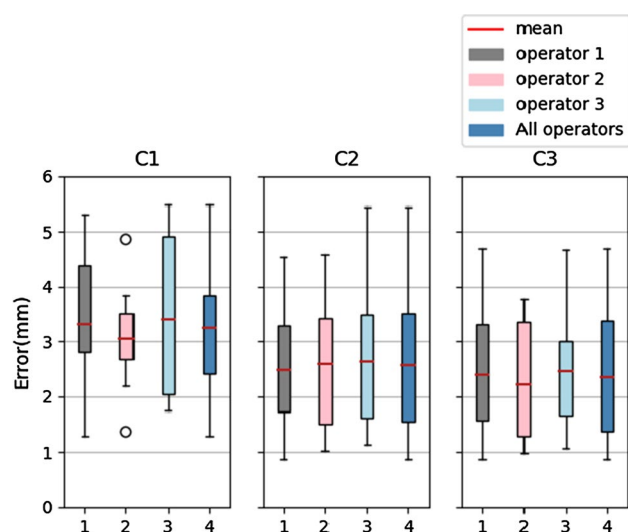 mean
operator 1
operator 2
operator 3
All operators
C1 C2 C3
6
5
4
3
2
1
0
Error(mm)
1 2 3 4 1 2 3 4 1 2 3 4